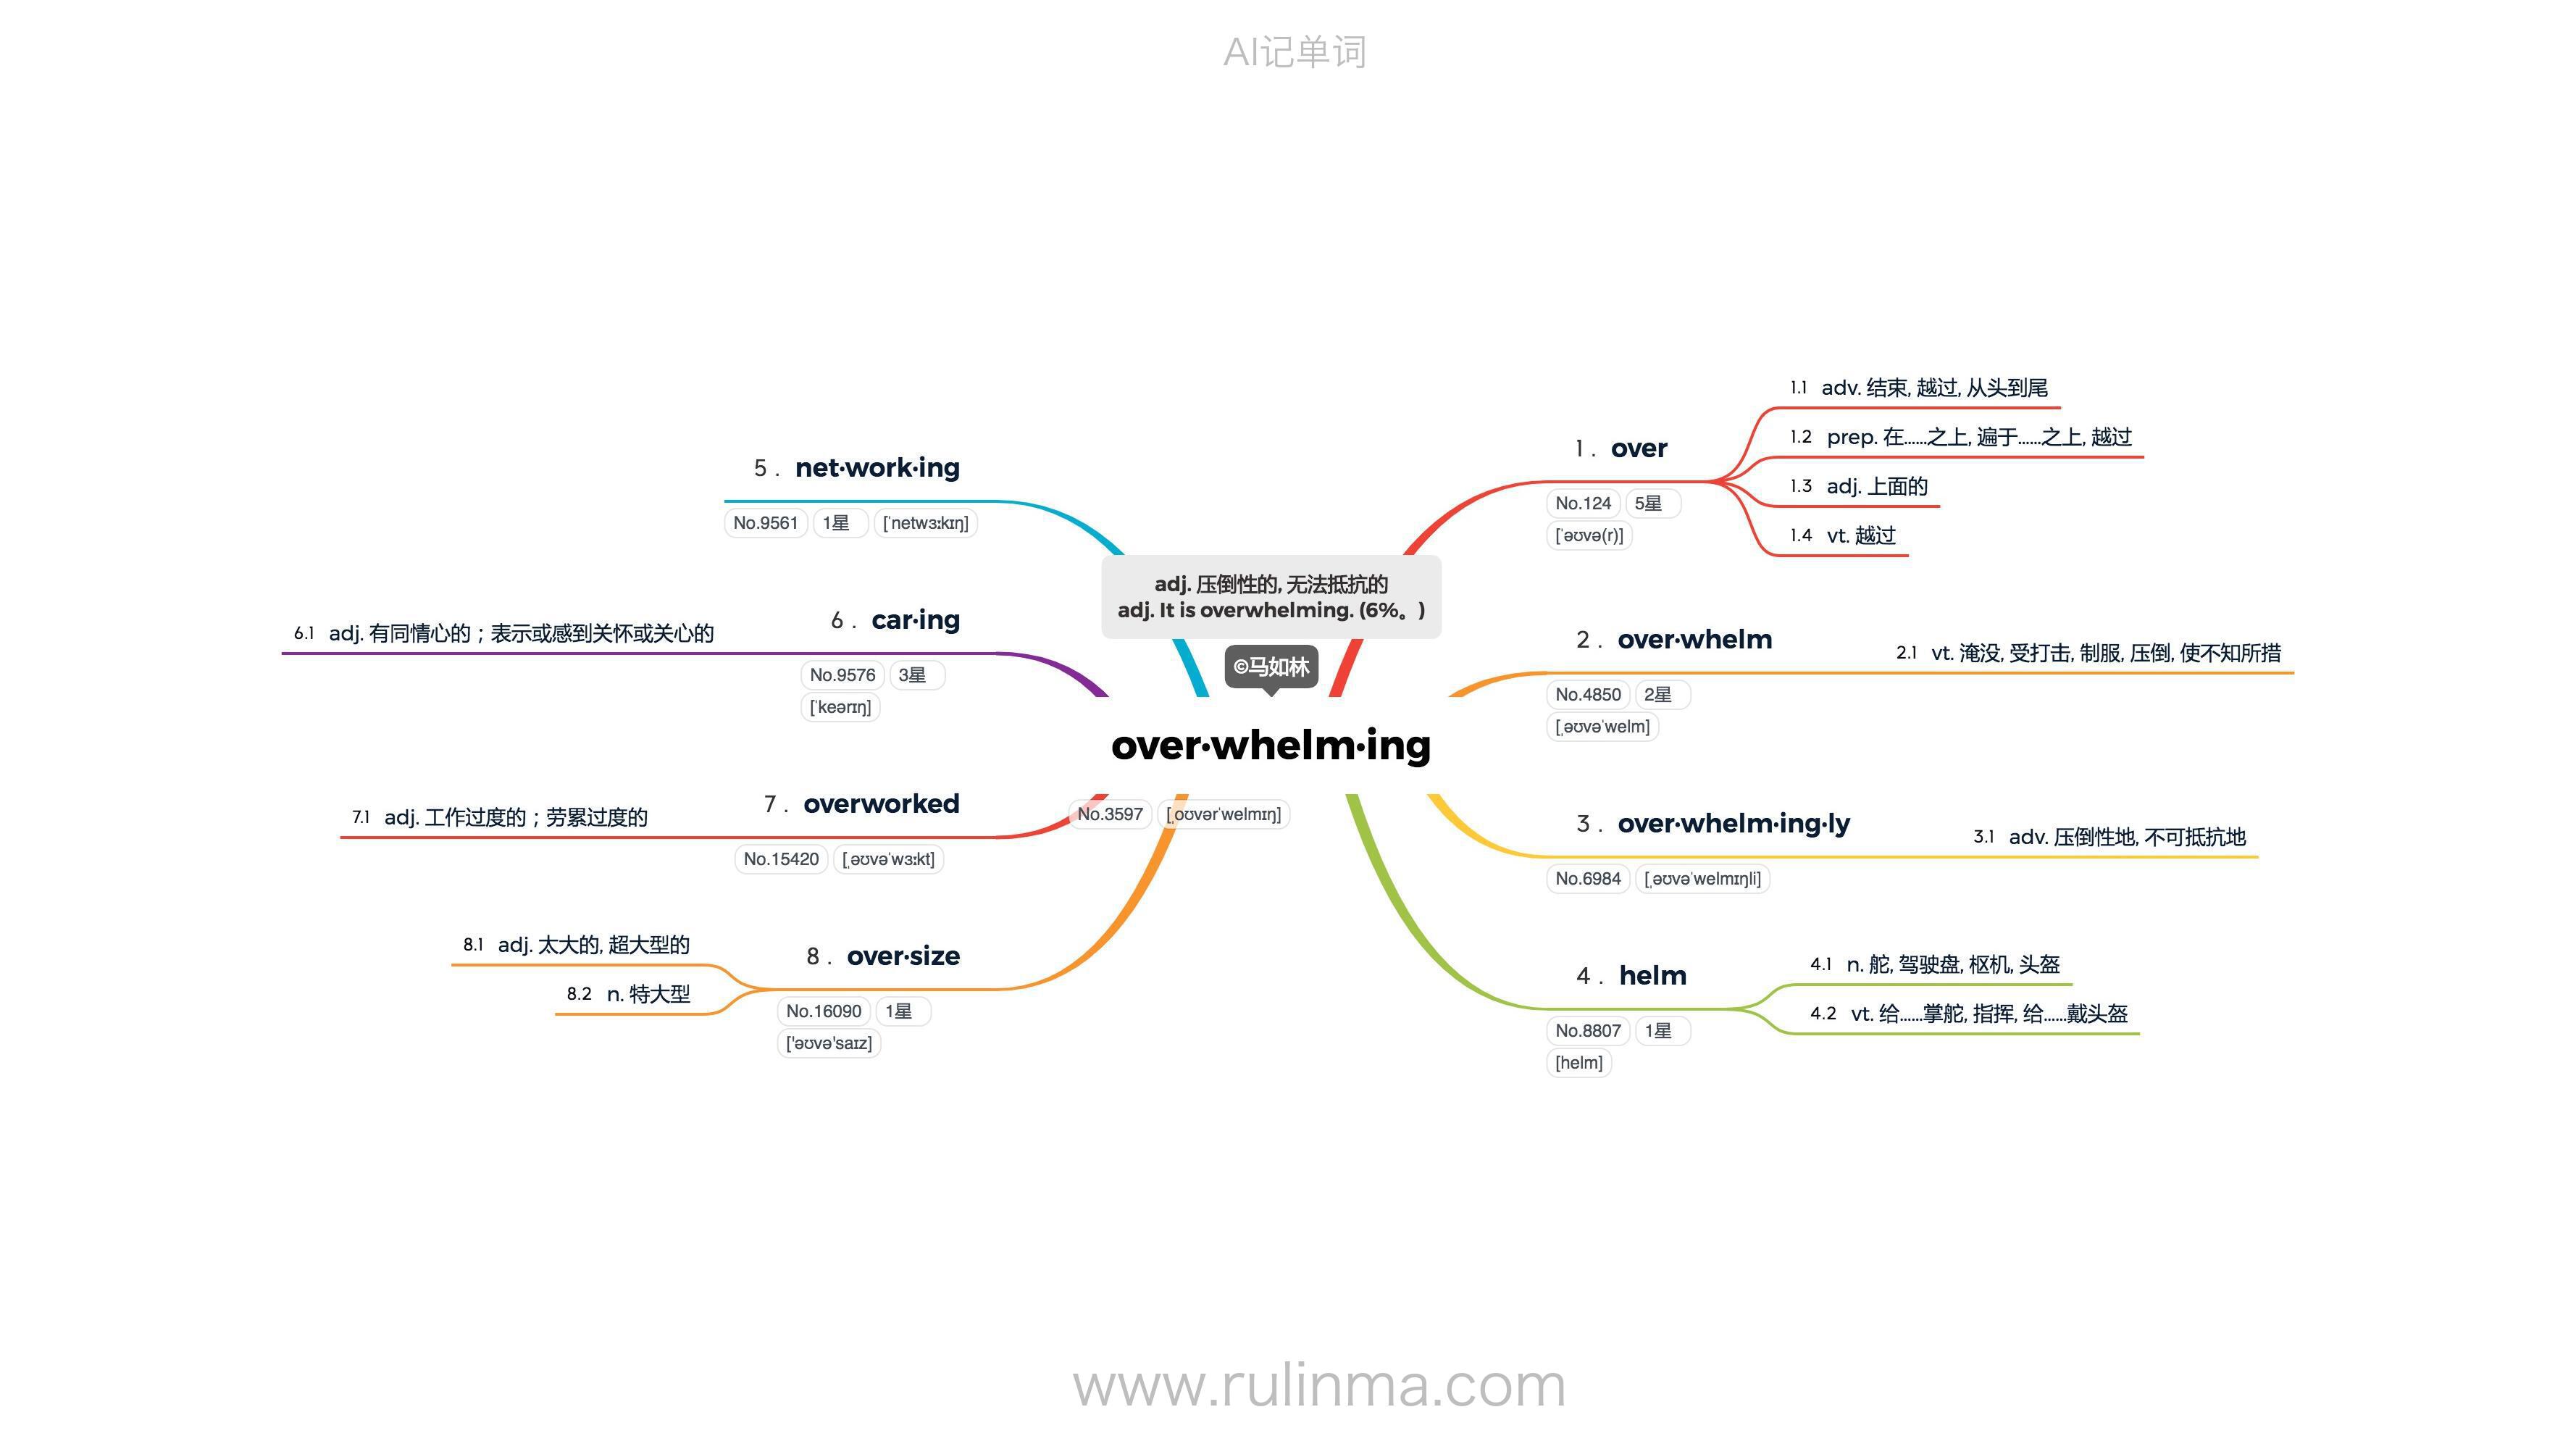 AI记单词
adj. 压倒性的, 无法抵抗的
adj. It is overwhelming. (6%。)
©马如林
over·whelm·ing
No.3597 [ˌoʊvərˈwelmɪŋ]
1 . over
No.124 5星
[ˈəʊvə(r)]
1.1 adv. 结束, 越过, 从头到尾
1.2 prep. 在……之上, 遍于……之上, 越过
1.3 adj. 上面的
1.4 vt. 越过
2 . over·whelm
No.4850 2星
[ˌəʊvəˈwelm]
2.1 vt. 淹没, 受打击, 制服, 压倒, 使不知所措
3 . over·whelm·ing·ly
No.6984 [ˌəʊvəˈwelmɪŋli]
3.1 adv. 压倒性地, 不可抵抗地
4 . helm
No.8807 1星
[helm]
4.1 n. 舵, 驾驶盘, 枢机, 头盔
4.2 vt. 给……掌舵, 指挥, 给……戴头盔
5 . net·work·ing
No.9561 1星 [ˈnetwɜːkɪŋ]
6 . car·ing
No.9576 3星
[ˈkeərɪŋ]
6.1 adj. 有同情心的；表示或感到关怀或关心的
7 . overworked
No.15420 [ˌəʊvəˈwɜːkt]
7.1 adj. 工作过度的；劳累过度的
8 . over·size
No.16090 1星
['əʊvə'saɪz]
8.1 adj. 太大的, 超大型的
8.2 n. 特大型
www.rulinma.com